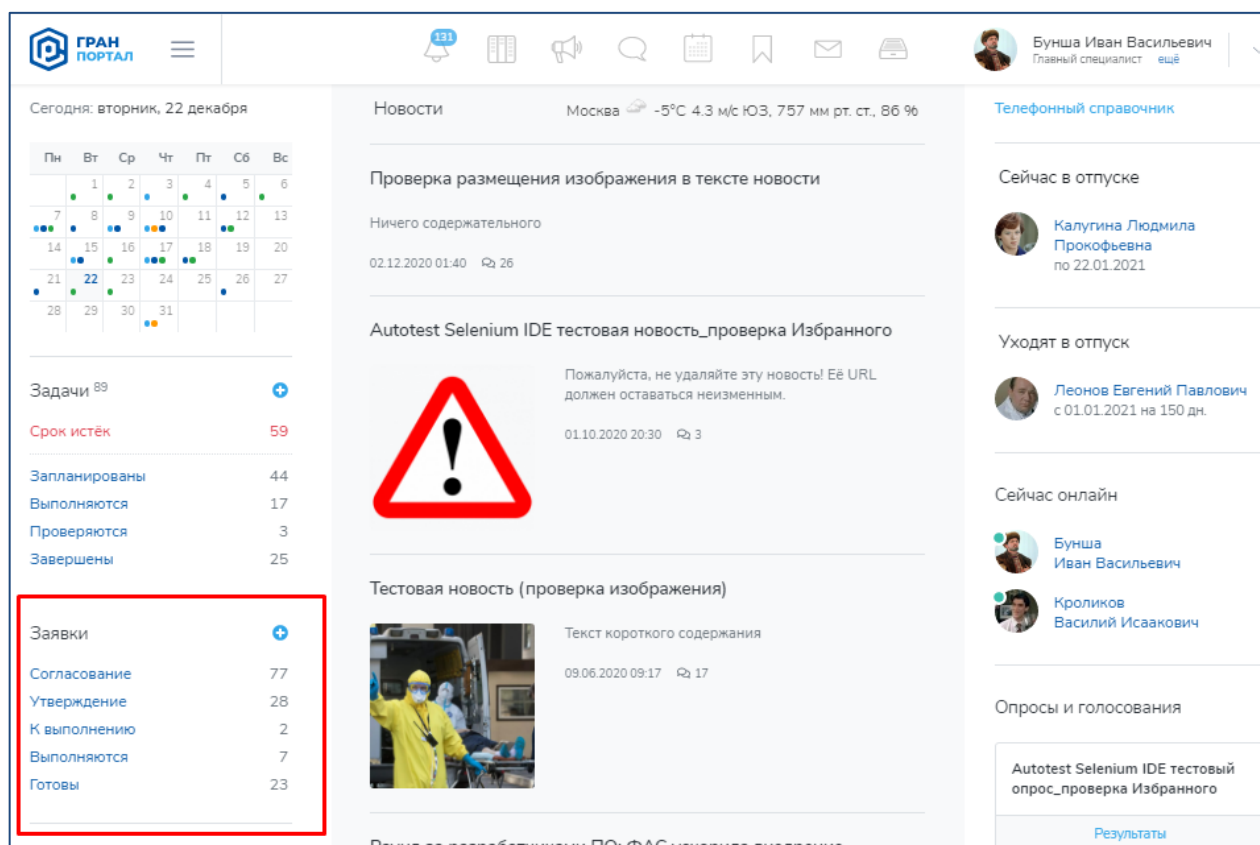 ГРАН
ПОРТАЛ
131
Бунша Иван Васильевич
Главный специалист ещё
Сегодня: вторник, 22 декабря
Пн Вт Ср Чт Пт Сб Вс
1 2 3 4 5 6
7 8 9 10 11 12 13
14 15 16 17 18 19 20
21 22 23 24 25 26 27
28 29 30 31
Задачи 89
Срок истёк 59
Запланированы 44
Выполняются 17
Проверяются 3
Завершены 25
Заявки
Согласование 77
Утверждение 28
К выполнению 2
Выполняются 7
Готовы 23
Новости Москва -5°C 4.3 м/с ЮЗ, 757 мм рт. ст., 86 %
Проверка размещения изображения в тексте новости
Ничего содержательного
02.12.2020 01:40 26
Autotest Selenium IDE тестовая новость_проверка Избранного
Пожалуйста, не удаляйте эту новость! Её URL
должен оставаться неизменным.
01.10.2020 20:30 3
Тестовая новость (проверка изображения)
Текст короткого содержания
09.06.2020 09:17 17
Телефонный справочник
Сейчас в отпуске
Калугина Людмила
Прокофьевна
по 22.01.2021
Уходят в отпуск
Леонов Евгений Павлович
с 01.01.2021 на 150 дн.
Сейчас онлайн
Бунша
Иван Васильевич
Кроликов
Василий Исаакович
Опросы и голосования
Autotest Selenium IDE тестовый
опрос_проверка Избранного
Результаты